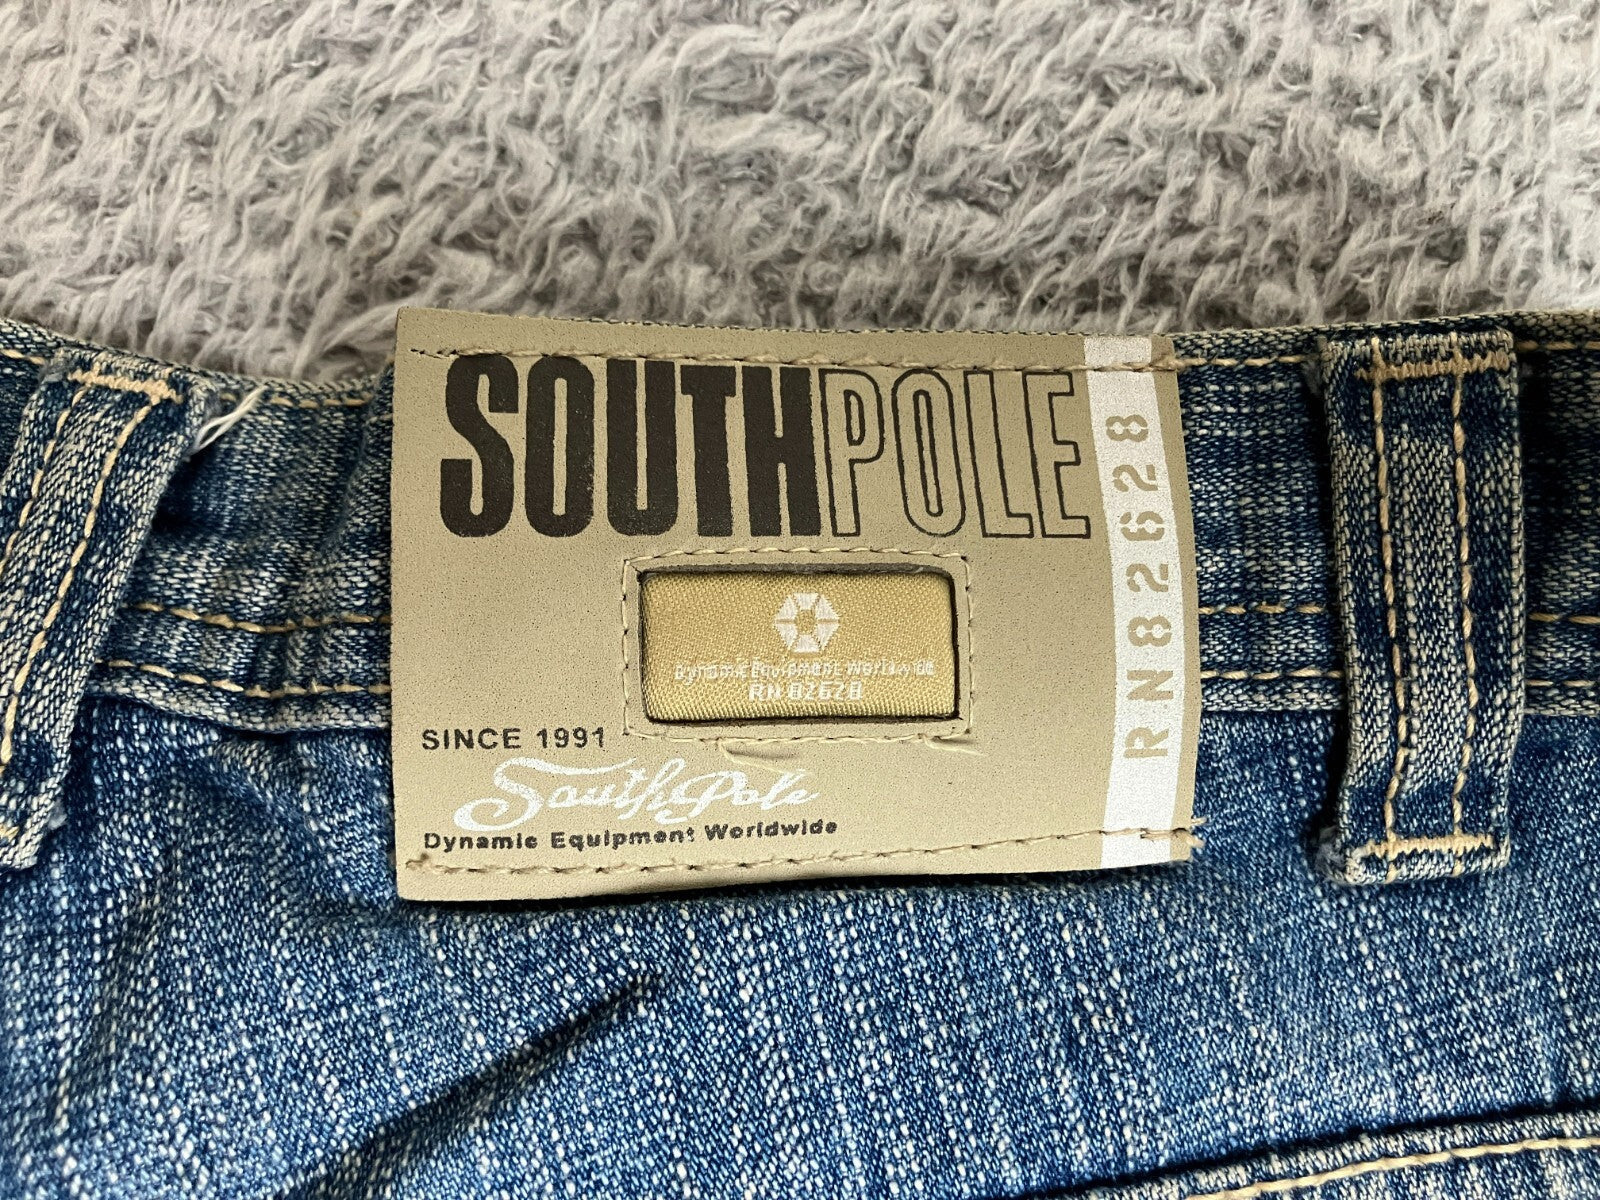 SOUTHPOLE
RN82628
Dynamic Equipment Worldwide
RN 82628
SINCE 1991
SouthPole
Dynamic Equipment Worldwide